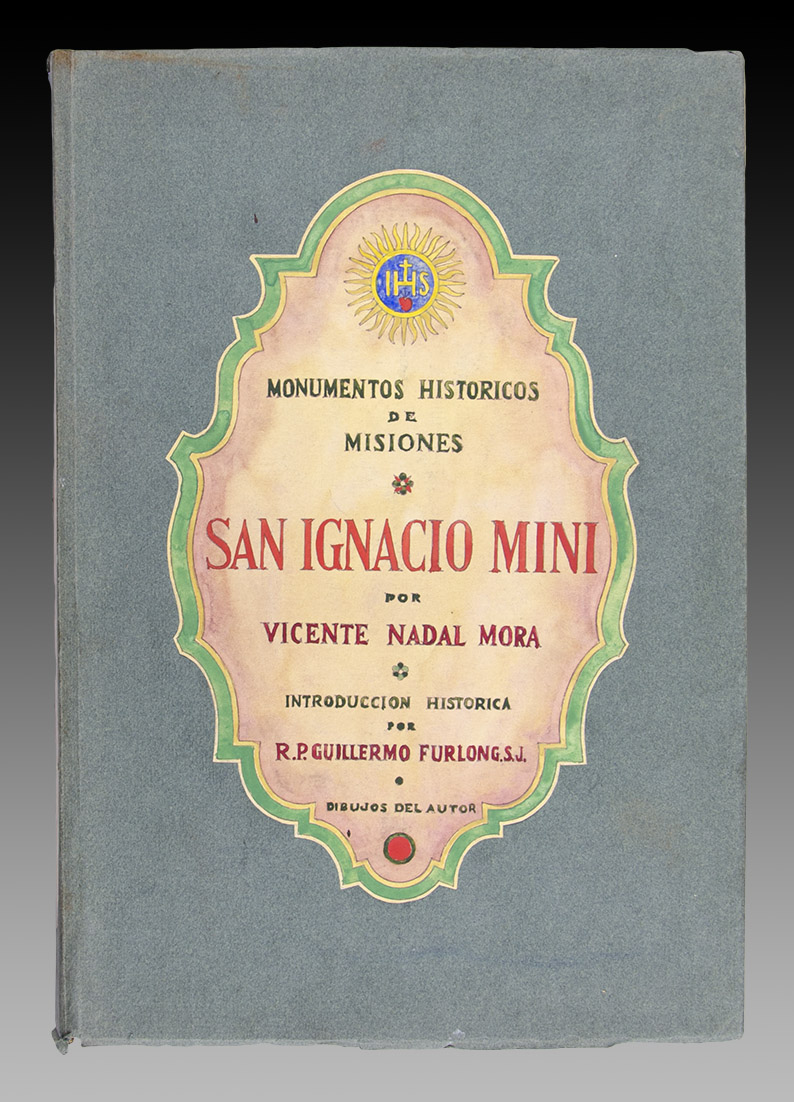 IHS
MONUMENTOS HISTORICOS
DE
MISIONES
SAN IGNACIO MINI
POR
VICENTE NADAL MORA
INTRODUCCION HISTORICA
POR
R.P. GUILLERMO FURLONG. S.J.
DIBUJOS DEL AUTOR